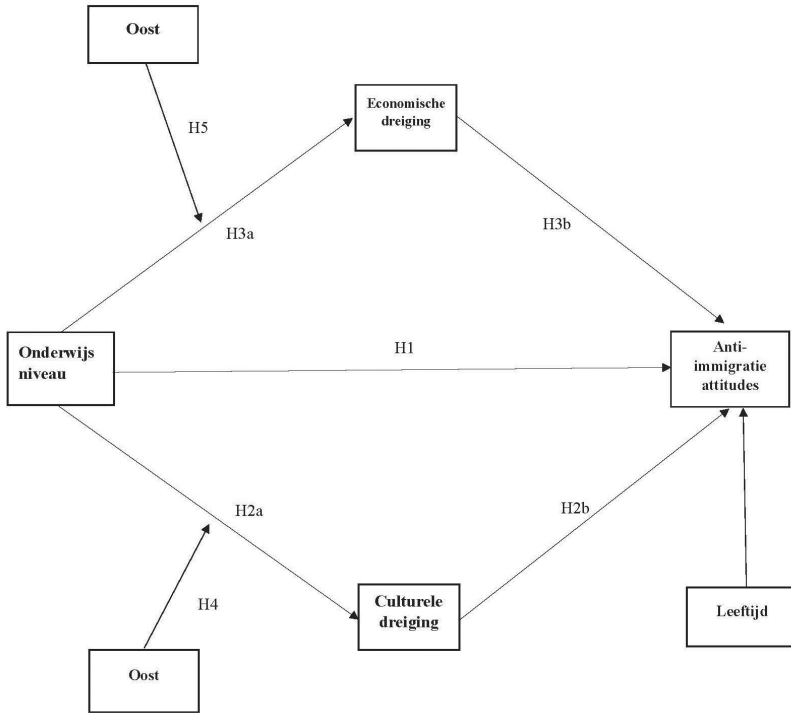 Oost
Economische
dreiging
H5
H3a
H3b
Onderwijs
niveau
H1
Anti-
immigratie
attitudes
H2a
H2b
H4
Culturele
dreiging
Leeftijd
Oost